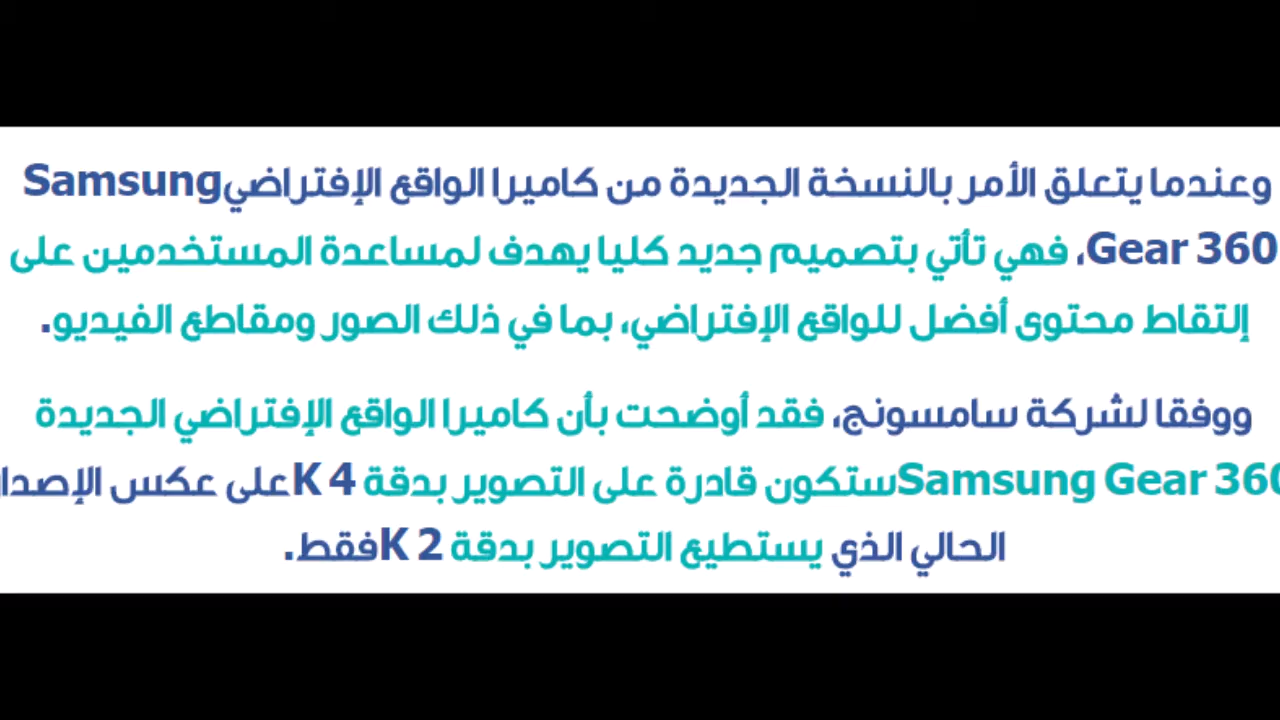 وعندما يتعلق الأمر بالنسخة الجديدة من كاميرا الواقع الإفتراضيSamsung
Gear 360، فهي تأتي بتصميم جديد كليا يهدف لمساعدة المستخدمين على
إلتقاط محتوى أفضل للواقع الإفتراضي، بما في ذلك الصور ومقاطع الفيديو.
ووفقا لشركة سامسونج، فقد أوضحت بأن كاميرا الواقع الإفتراضي الجديدة
Samsung Gear 360ستكون قادرة على التصوير بدقة 4 Kعلى عكس الإصدا
الحالي الذي يستطيع التصوير بدقة 2 Kفقط.